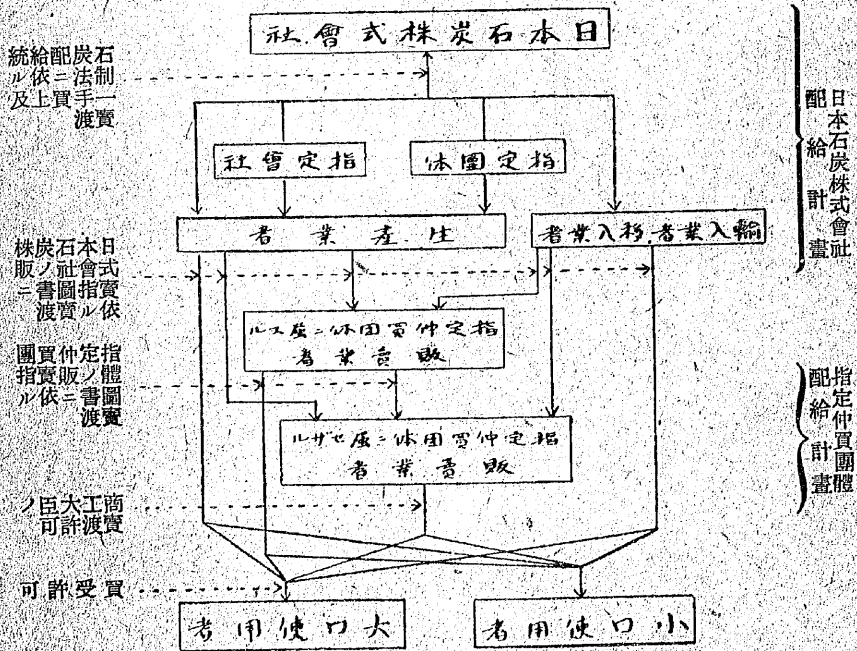 日本石炭株式會社
日本石炭株式會社
配給計畫
石炭配給統
制法ニ依ル
一手買上及
賣渡
指定團体
指定會社
輸入業者、移入業者
生產業者
日本石炭株
式會社ノ販
賣指圖書ニ
依ル賣渡
指定仲買団体ニ属スル
販賣業者
指定仲買團
體ノ販賣指
圖書ニ依ル
賣渡
指定仲買團體
配給計畫
指定仲買団体ニ属セザル
販賣業者
商工大臣ノ
賣渡許可
買受許可
小口使用者
大口使用者